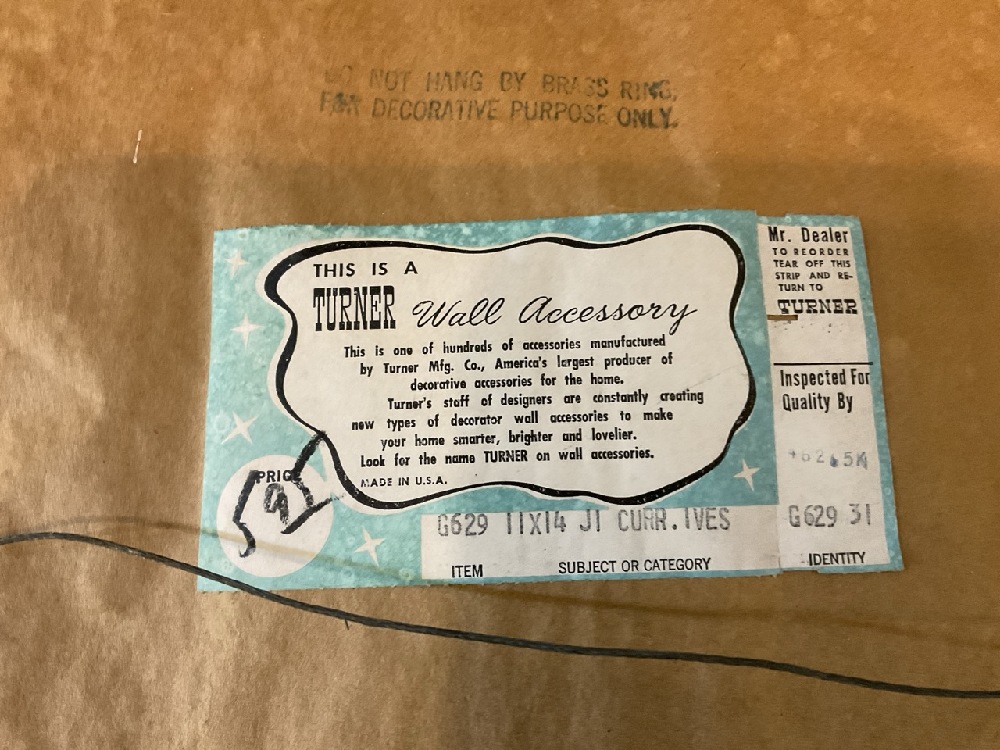 DO NOT HANG BY BRASS RING,
FOR DECORATIVE PURPOSE ONLY.
THIS IS A
TURNER Wall Accessory
This is one of hundreds of accessories manufactured
by Turner Mfg. Co., America's largest producer of
decorative accessories for the home.
Turner's staff of designers are constantly creating
new types of decorator wall accessories to make
your home smarter, brighter and lovelier.
Look for the name TURNER on wall accessories.
MADE IN U.S.A.
PRICE
G629 11X14 J1 CURR.IVES
ITEM SUBJECT OR CATEGORY
Mr. Dealer
TO REORDER
TEAR OFF THIS
STRIP AND RE-
TURN TO
TURNER
Inspected For
Quality By
G629 31
IDENTITY